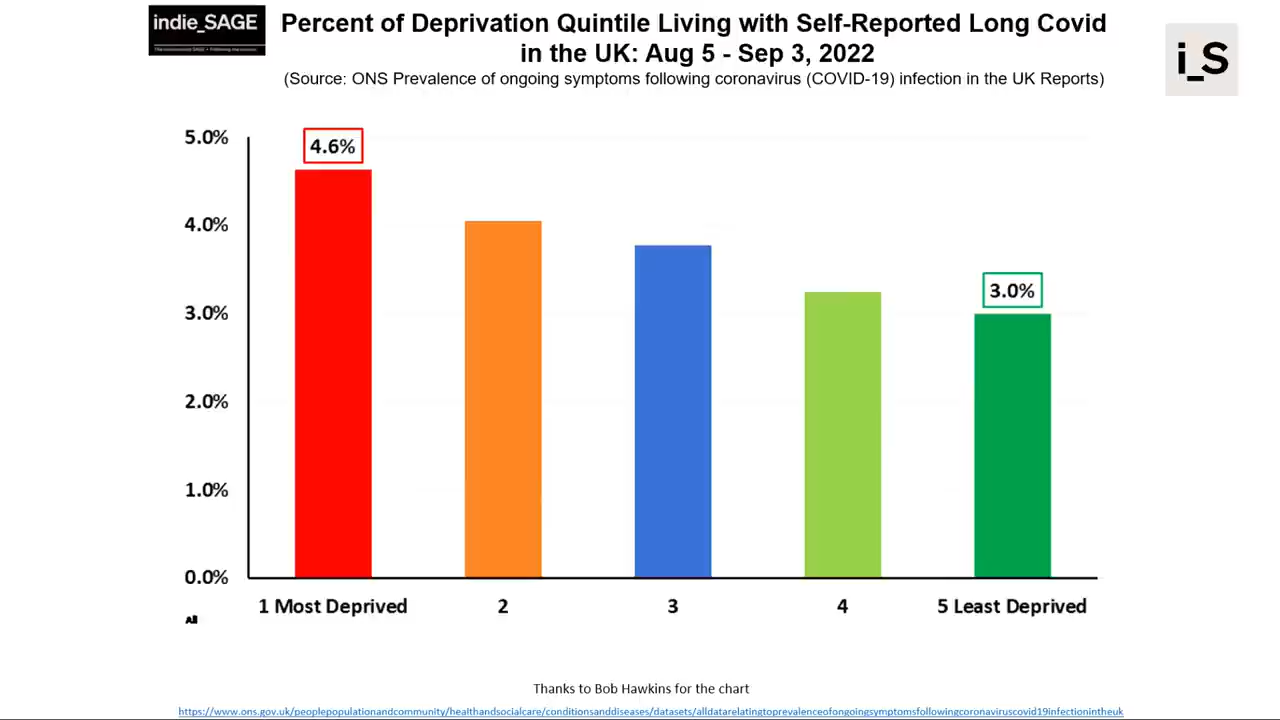 indie_SAGE
Percent of Deprivation Quintile Living with Self-Reported Long Covid
in the UK: Aug 5 - Sep 3, 2022
(Source: ONS Prevalence of ongoing symptoms following coronavirus (COVID-19) infection in the UK Reports)
i_S
5.0%
4.6%
4.0%
3.0%
3.0%
2.0%
1.0%
0.0%
1 Most Deprived 2 3 4 5 Least Deprived
All
Thanks to Bob Hawkins for the chart
https://www.ons.gov.uk/peoplepopulationandcommunity/healthandsocialcare/conditionsanddiseases/datasets/alldatarelatingtoprevalenceofongoingsymptomsfollowingcoronaviruscovid19infectionintheuk